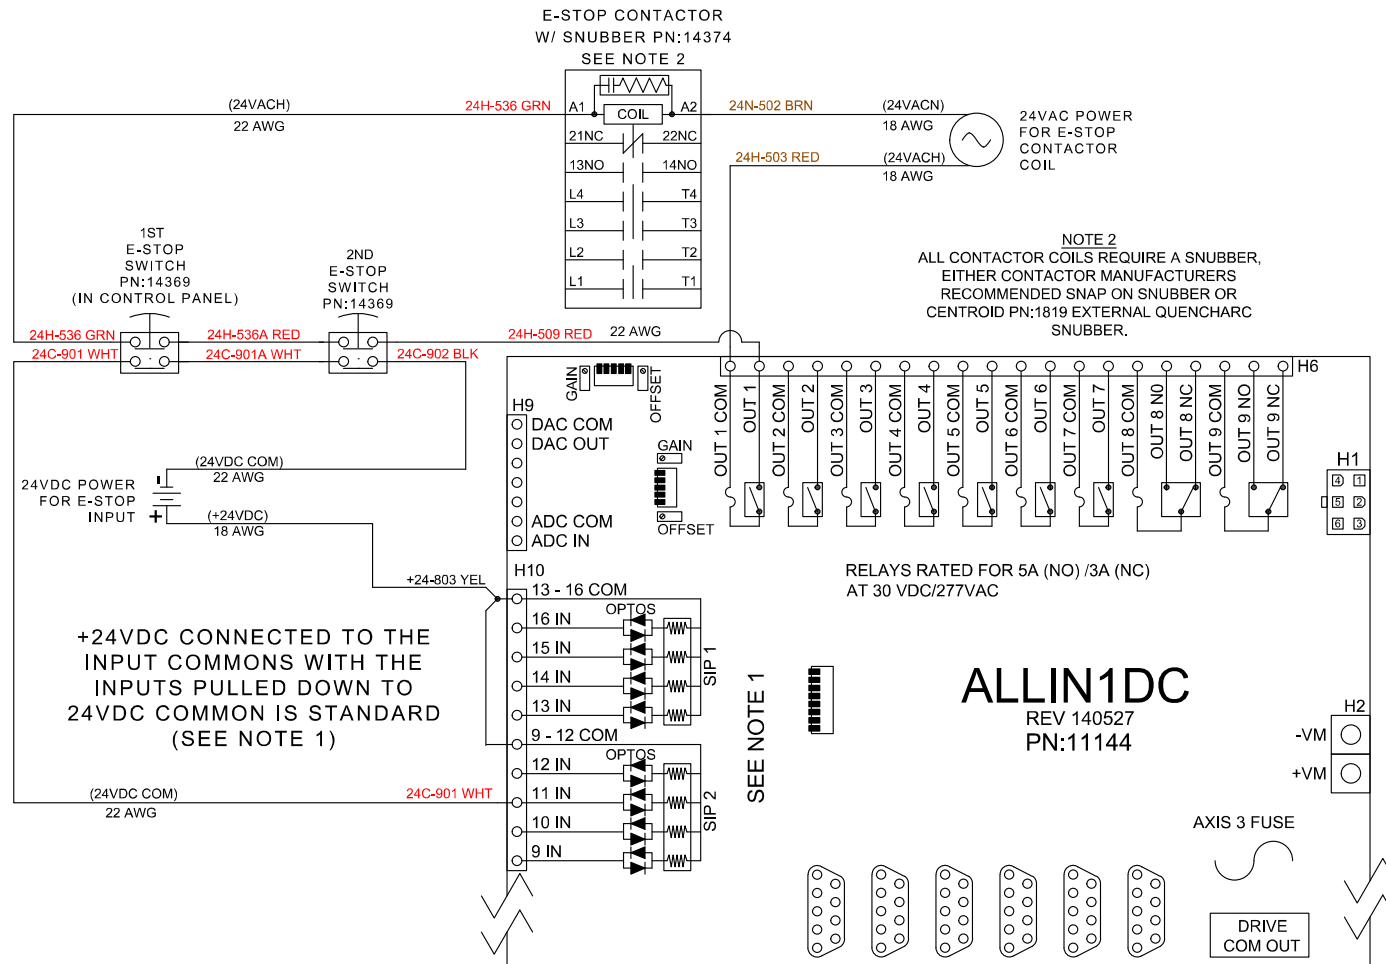 E-STOP CONTACTOR
W/ SNUBBER PN:14374
SEE NOTE 2
(24VACH)
22 AWG
24H-536 GRN
A1
COIL
A2
24N-502 BRN
(24VACN)
18 AWG
24VAC POWER
FOR E-STOP
CONTACTOR
COIL
21NC
22NC
13NO
14NO
24H-503 RED
(24VACH)
18 AWG
L4
T4
L3
T3
L2
T2
L1
T1
1ST
E-STOP
SWITCH
PN:14369
(IN CONTROL PANEL)
2ND
E-STOP
SWITCH
PN:14369
NOTE 2
ALL CONTACTOR COILS REQUIRE A SNUBBER,
EITHER CONTACTOR MANUFACTURERS
RECOMMENDED SNAP ON SNUBBER OR
CENTROID PN:1819 EXTERNAL QUENCHARC
SNUBBER.
24H-536 GRN
24H-536A RED
24H-509 RED
22 AWG
24C-901 WHT
24C-901A WHT
24C-902 BLK
H6
GAIN
OFFSET
OUT 1 COM
OUT 1
OUT 2 COM
OUT 2
OUT 3 COM
OUT 3
OUT 4 COM
OUT 4
OUT 5 COM
OUT 5
OUT 6 COM
OUT 6
OUT 7 COM
OUT 7
OUT 8 COM
OUT 8 N0
OUT 8 NC
OUT 9 COM
OUT 9 NO
OUT 9 NC
H9
DAC COM
DAC OUT
ADC COM
ADC IN
GAIN
OFFSET
H1
4 1
5 2
6 3
(24VDC COM)
22 AWG
24VDC POWER
FOR E-STOP
INPUT
-
+
(+24VDC)
18 AWG
+24-803 YEL
RELAYS RATED FOR 5A (NO) /3A (NC)
AT 30 VDC/277VAC
H10
13 - 16 COM
16 IN
15 IN
14 IN
13 IN
9 - 12 COM
12 IN
11 IN
10 IN
9 IN
OPTOS
SIP 1
OPTOS
SIP 2
SEE NOTE 1
+24VDC CONNECTED TO THE
INPUT COMMONS WITH THE
INPUTS PULLED DOWN TO
24VDC COMMON IS STANDARD
(SEE NOTE 1)
ALLIN1DC
REV 140527
PN:11144
H2
-VM
+VM
(24VDC COM)
22 AWG
24C-901 WHT
AXIS 3 FUSE
DRIVE
COM OUT